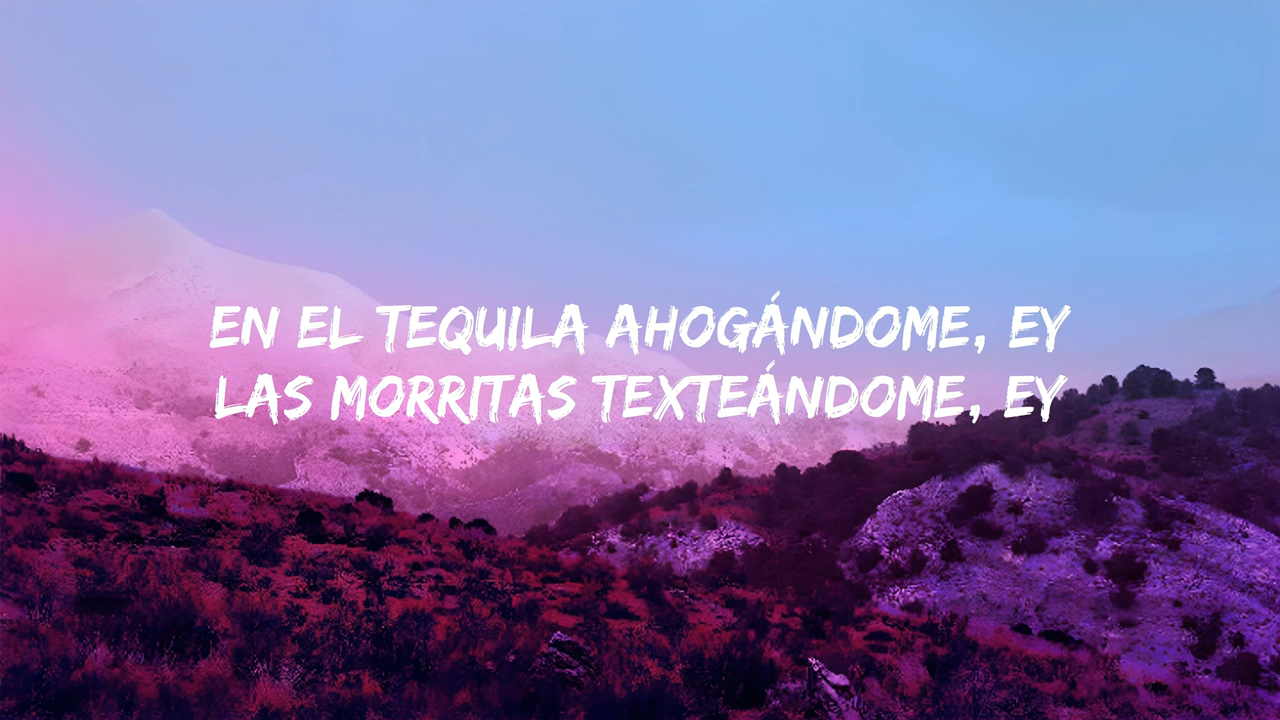 EN EL TEQUILA AHOGÁNDOME, EY
LAS MORRITAS TEXTEÁNDOME, EY